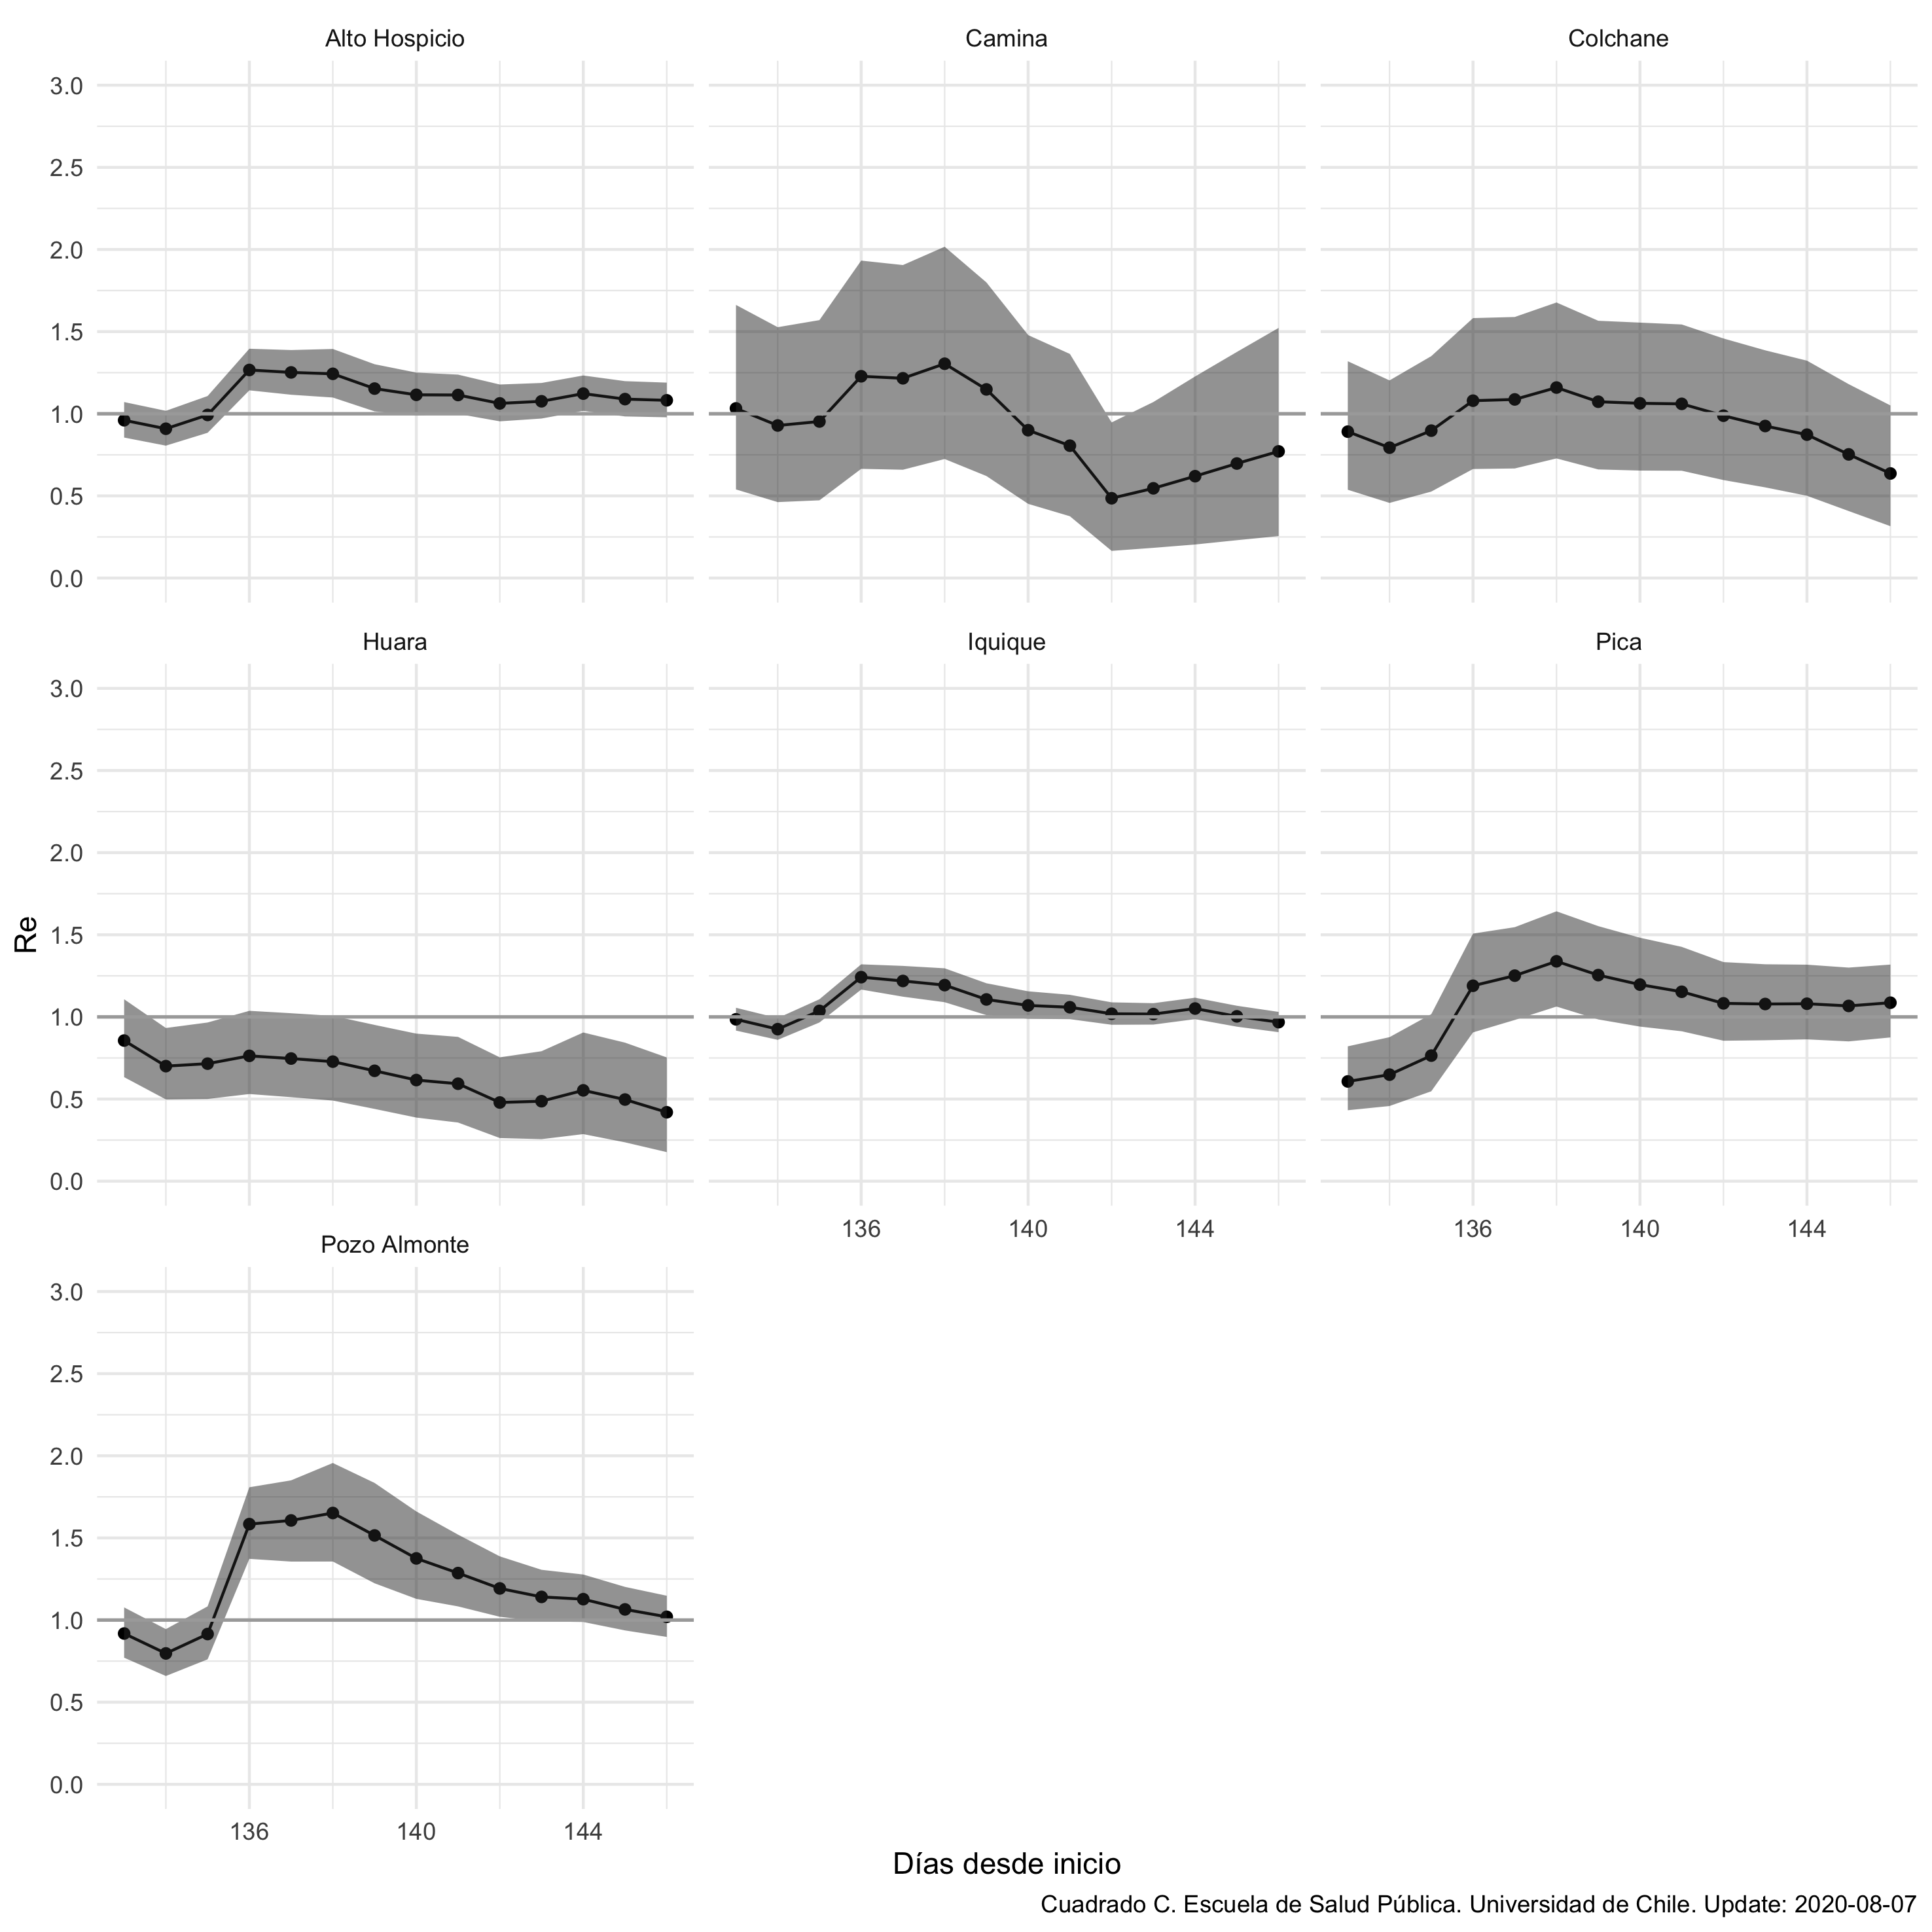 Alto Hospicio Camina Colchane
3.0
2.5
2.0
1.5
1.0
0.5
0.0
Huara Iquique Pica
3.0
2.5
2.0
1.5
1.0
0.5
0.0
Re
136 140 144 136 140 144
Pozo Almonte
3.0
2.5
2.0
1.5
1.0
0.5
0.0
136 140 144
Días desde inicio
Cuadrado C. Escuela de Salud Pública. Universidad de Chile. Update: 2020-08-07